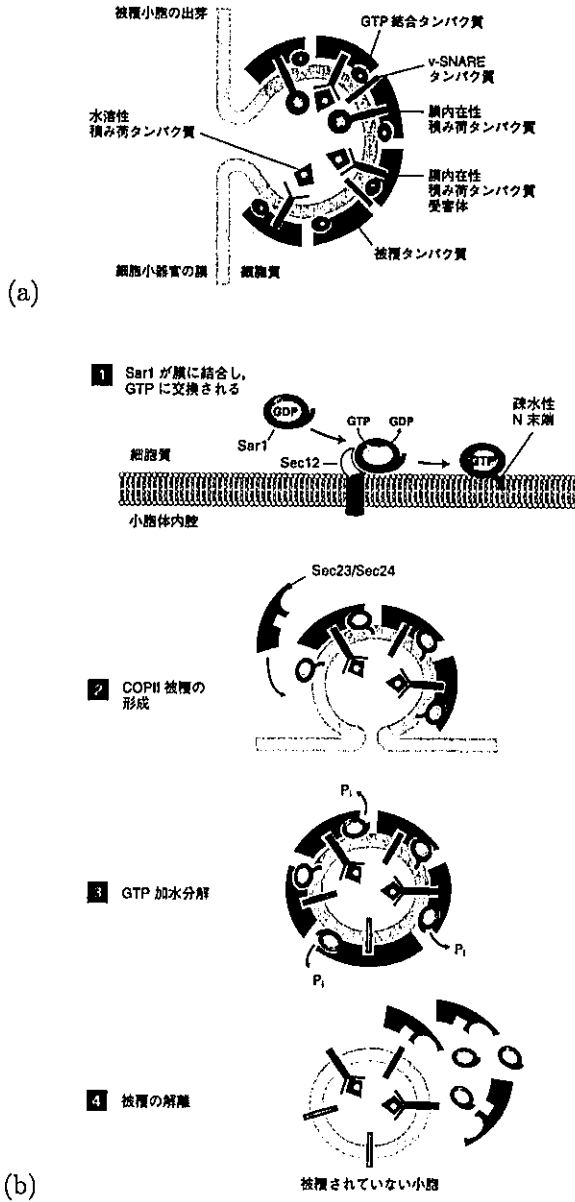 被覆小胞の出芽
GTP 結合タンパク質
v-SNARE
タンパク質
水溶性
積み荷タンパク質
膜内在性
積み荷タンパク質
膜内在性
積み荷タンパク質
受害体
被覆タンパク質
細胞小器官の膜
細胞質
(a)
1 Sar1 が膜に結合し,
GTP に交換される
GDP
Sar1
GTP
GDP
Sec12
GTP
疎水性
N 末端
細胞質
小胞体内腔
Sec23/Sec24
2 COPII 被覆の
形成
Pi
3 GTP 加水分解
Pi
Pi
4 被覆の解離
被覆されていない小胞
(b)